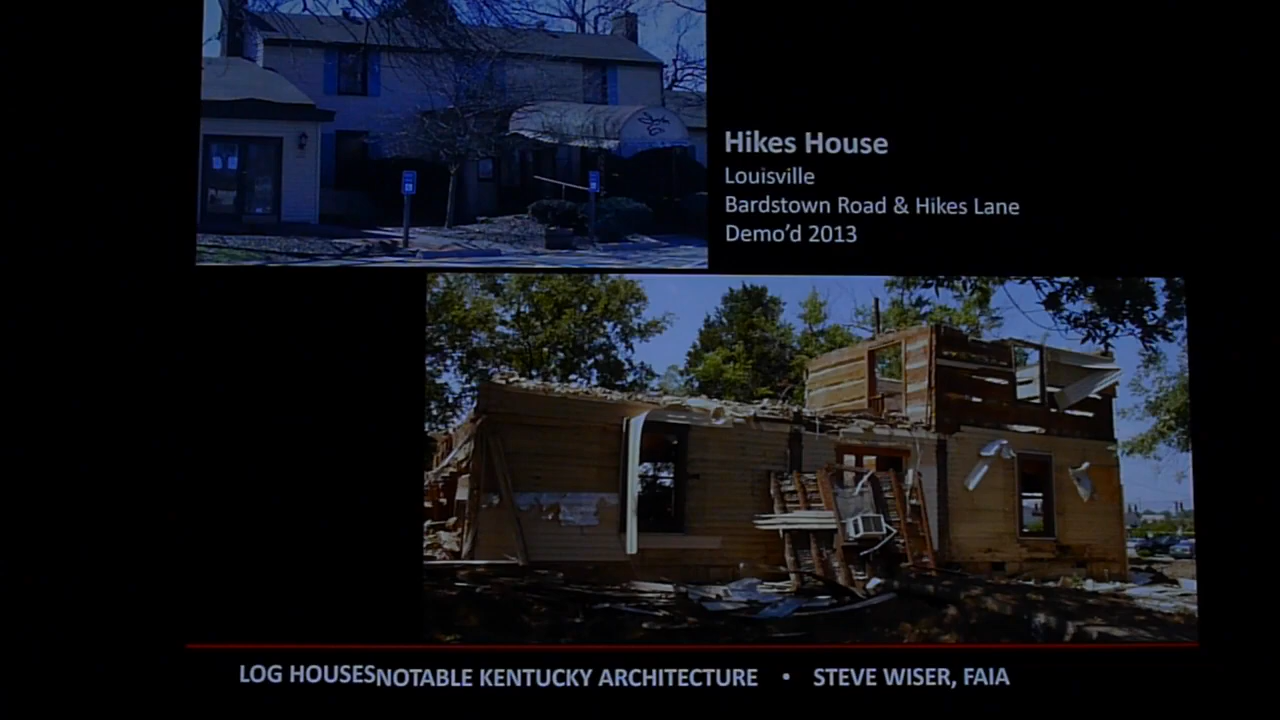 Hikes House
Louisville
Bardstown Road & Hikes Lane
Demo’d 2013
LOG HOUSES NOTABLE KENTUCKY ARCHITECTURE • STEVE WISER, FAIA